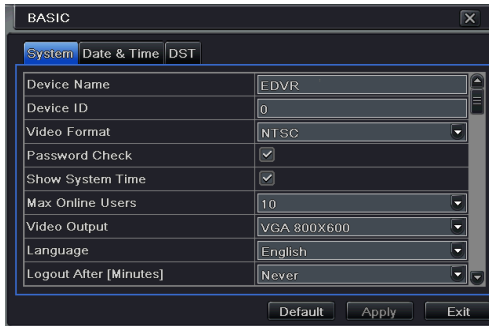 BASIC
System Date & Time DST
Device Name EDVR
Device ID 0
Video Format NTSC
Password Check
Show System Time
Max Online Users 10
Video Output VGA 800X600
Language English
Logout After [Minutes] Never
Default Apply Exit